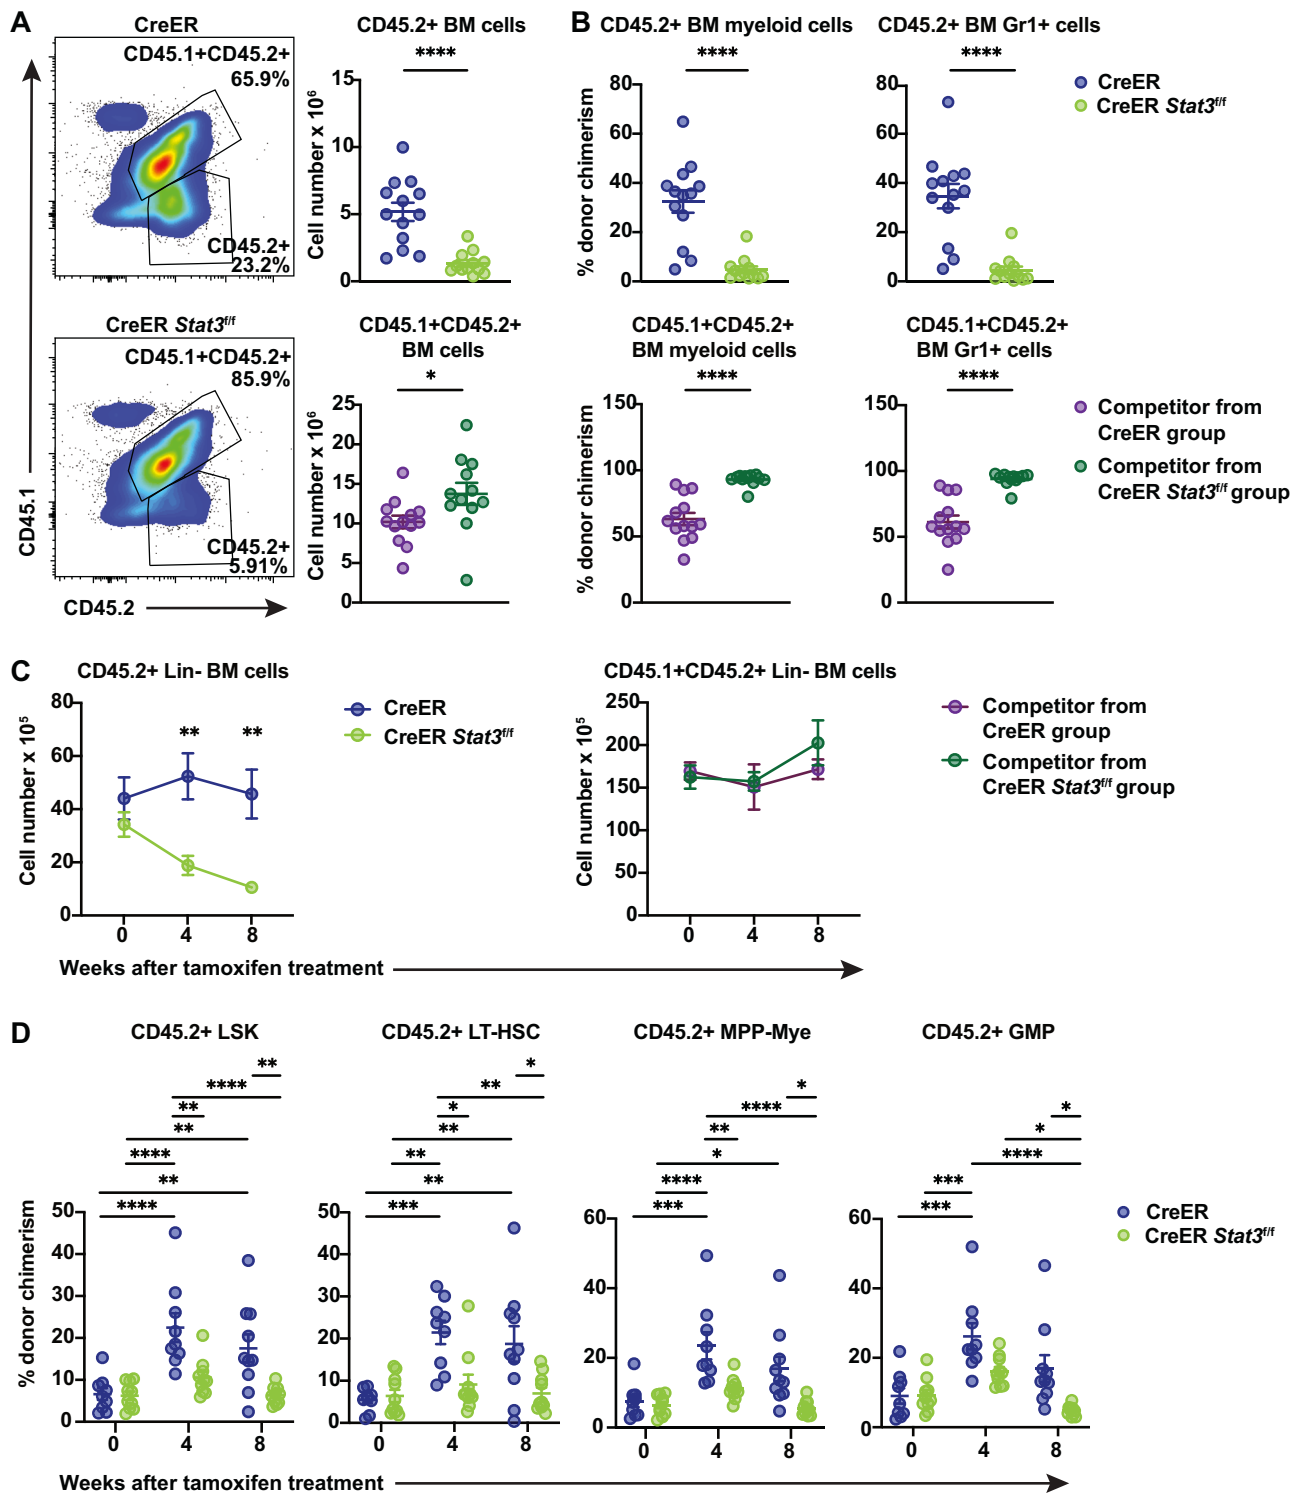 A
CreER
CD45.1+CD45.2+
65.9%
CD45.2+
23.2%
CreER Stat3f/f
CD45.1+CD45.2+
85.9%
CD45.2+
5.91%
CD45.1
CD45.2
CD45.2+ BM cells
****
Cell number x 10⁶
15
10
5
0
CD45.1+CD45.2+
BM cells
*
Cell number x 10⁶
25
20
15
10
5
0
B
CD45.2+ BM myeloid cells
****
% donor chimerism
80
60
40
20
0
CD45.2+ BM Gr1+ cells
****
80
60
40
20
0
CreER
CreER Stat3f/f
CD45.1+CD45.2+
BM myeloid cells
****
% donor chimerism
150
100
50
0
CD45.1+CD45.2+
BM Gr1+ cells
****
150
100
50
0
Competitor from
CreER group
Competitor from
CreER Stat3f/f group
C
CD45.2+ Lin- BM cells
Cell number x 10⁵
80
60
40
20
0
** **
0 4 8
CreER
CreER Stat3f/f
CD45.1+CD45.2+ Lin- BM cells
Cell number x 10⁵
250
200
150
100
50
0
0 4 8
Competitor from
CreER group
Competitor from
CreER Stat3f/f group
Weeks after tamoxifen treatment
D
CD45.2+ LSK
**
****
**
**
****
**
****
% donor chimerism
50
40
30
20
10
0
0 4 8
CD45.2+ LT-HSC
*
**
*
**
**
**
***
50
40
30
20
10
0
0 4 8
CD45.2+ MPP-Mye
*
****
**
*
****
***
60
40
20
0
0 4 8
CD45.2+ GMP
*
*
****
***
***
60
40
20
0
0 4 8
CreER
CreER Stat3f/f
Weeks after tamoxifen treatment